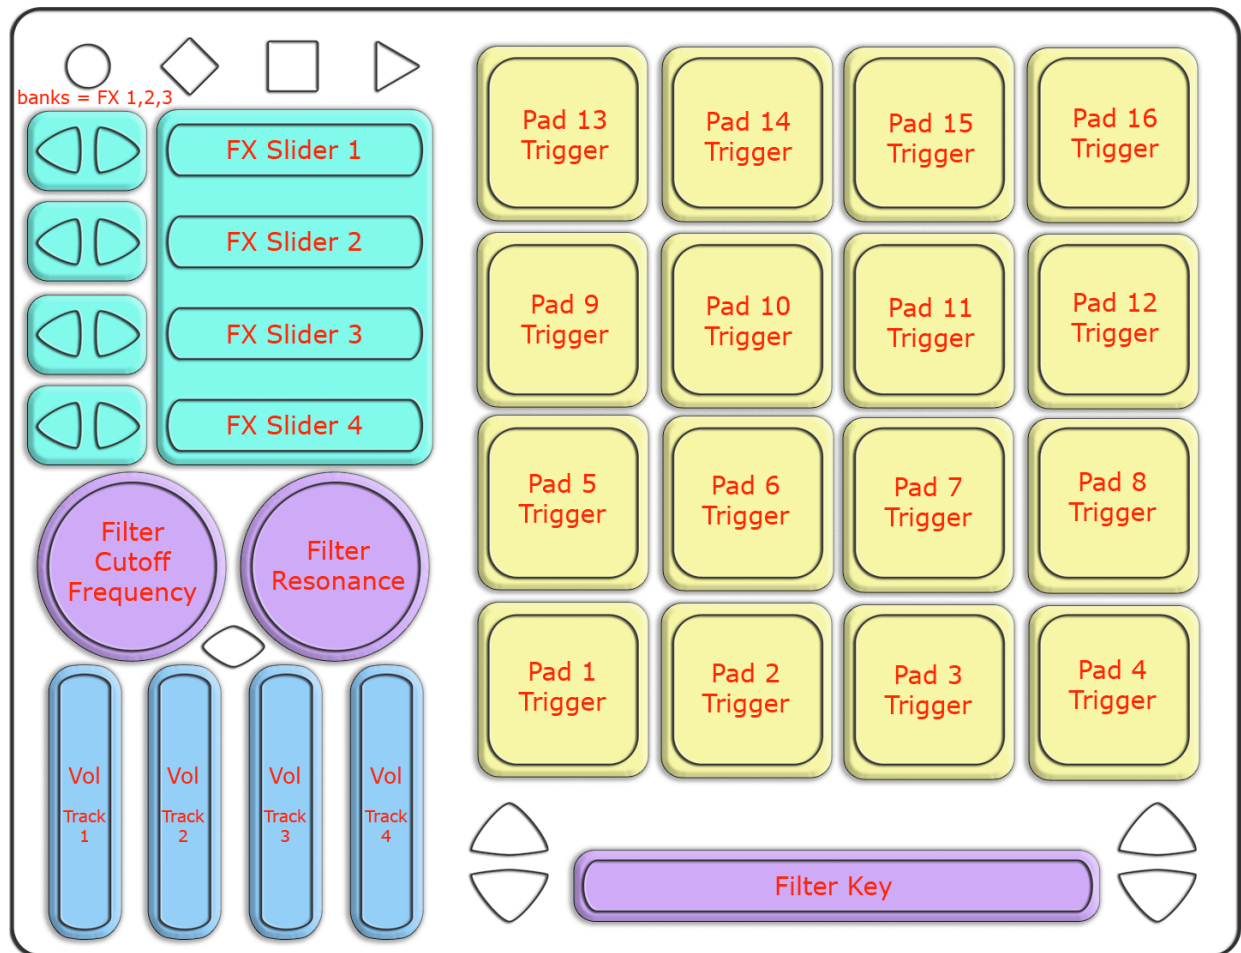 banks = FX 1,2,3
FX Slider 1
FX Slider 2
FX Slider 3
FX Slider 4
Filter
Cutoff
Frequency
Filter
Resonance
Vol
Track
1
Vol
Track
2
Vol
Track
3
Vol
Track
4
Pad 13
Trigger
Pad 14
Trigger
Pad 15
Trigger
Pad 16
Trigger
Pad 9
Trigger
Pad 10
Trigger
Pad 11
Trigger
Pad 12
Trigger
Pad 5
Trigger
Pad 6
Trigger
Pad 7
Trigger
Pad 8
Trigger
Pad 1
Trigger
Pad 2
Trigger
Pad 3
Trigger
Pad 4
Trigger
Filter Key